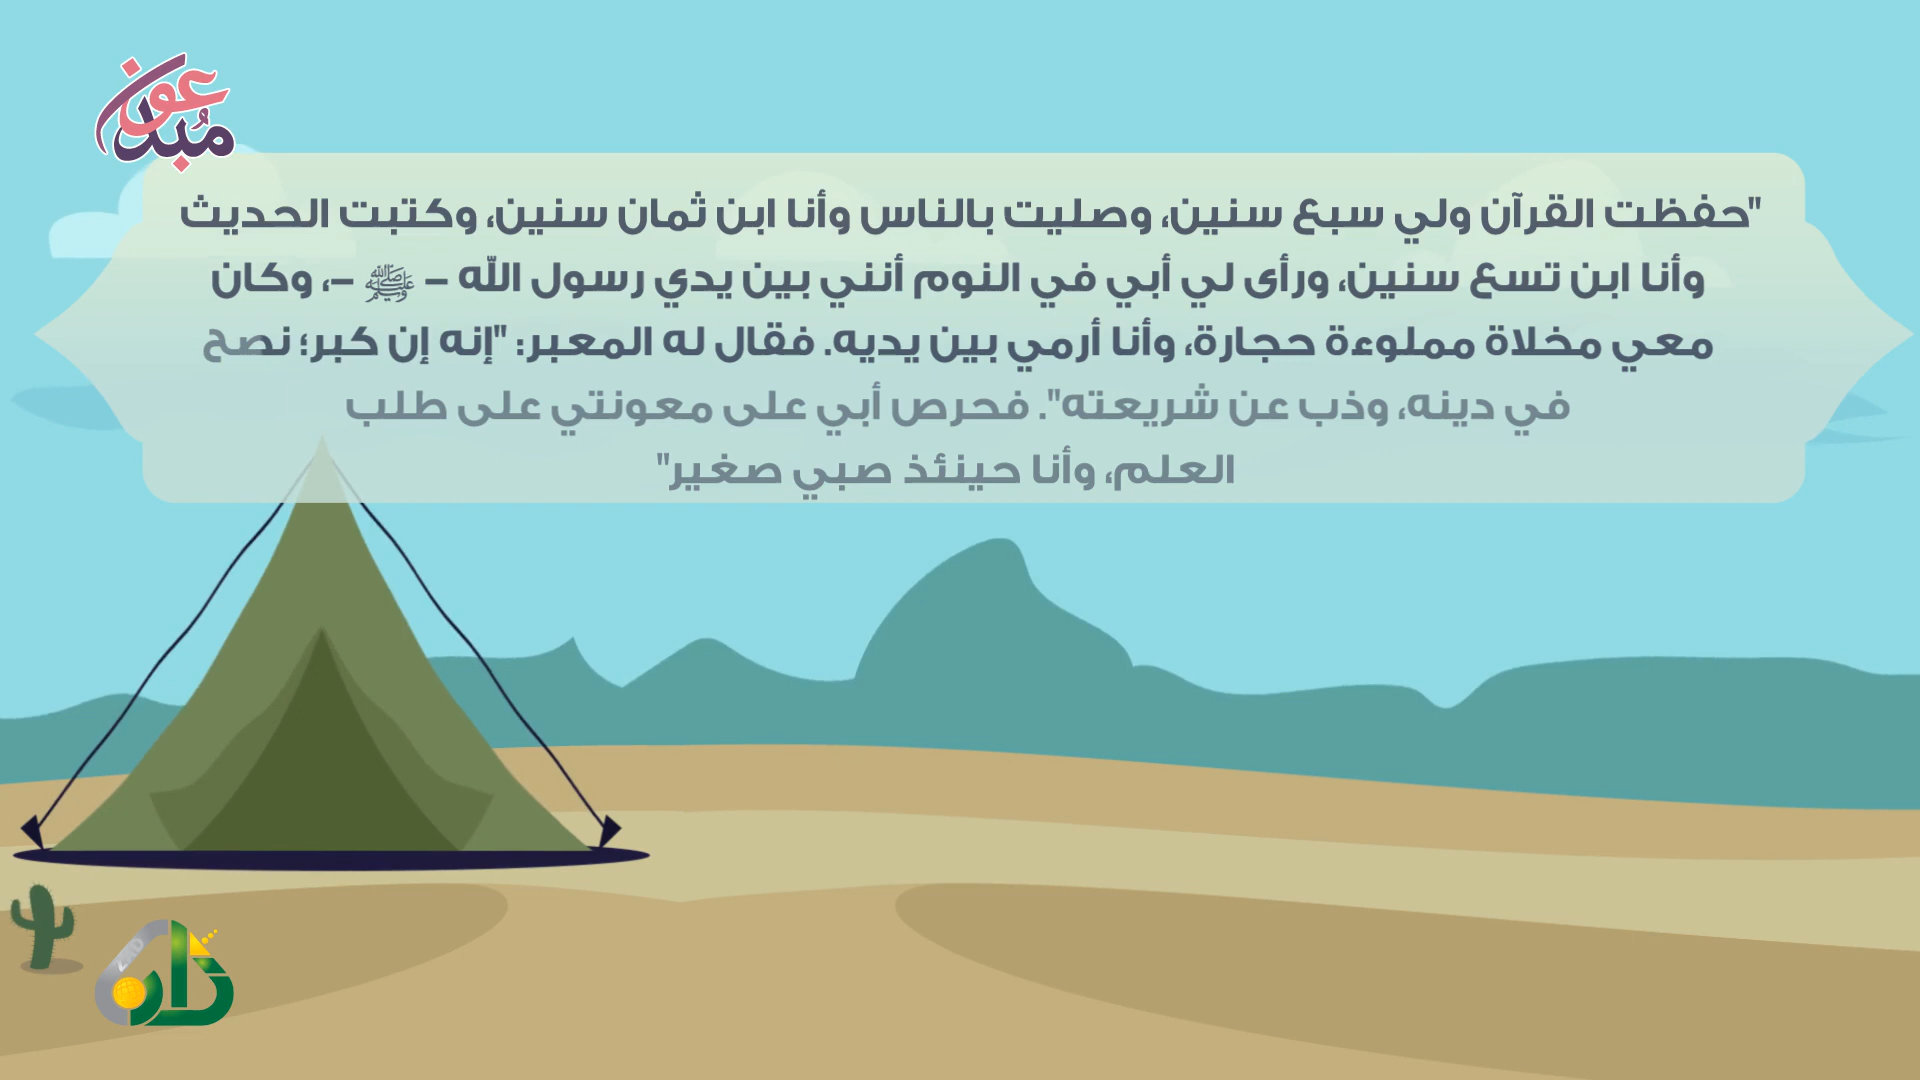 مبدعون
"حفظت القرآن ولي سبع سنين، وصليت بالناس وأنا ابن ثمان سنين، وكتبت الحديث
وأنا ابن تسع سنين، ورأى لي أبي في النوم أنني بين يدي رسول الله - ﷺ -، وكان
معي مخلاة مملوءة حجارة، وأنا أرمي بين يديه. فقال له المعبر: "إنه إن كبر؛ نصح
في دينه، وذب عن شريعته". فحرص أبي على معونتي على طلب
العلم، وأنا حينئذ صبي صغير"
زاد
ZAD